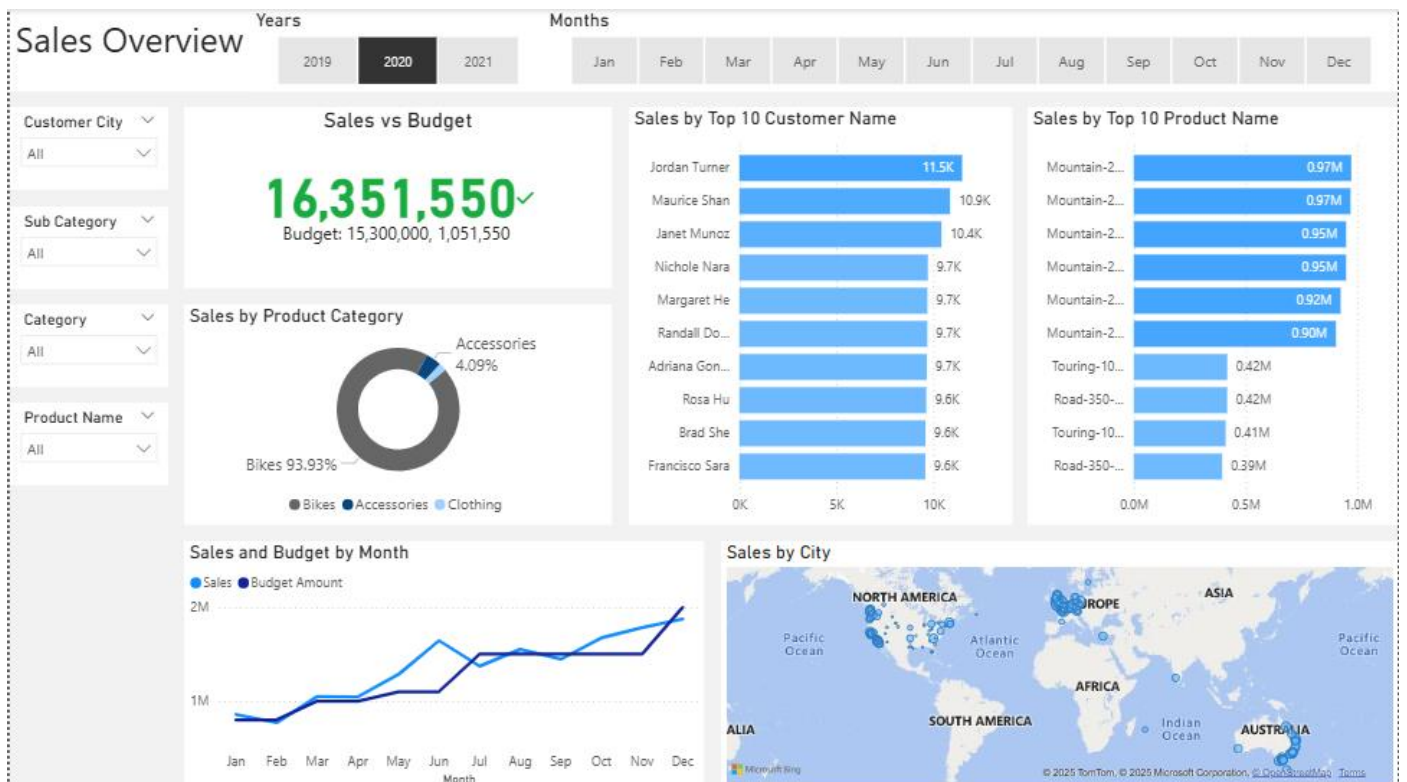 Sales Overview
Years
2019 2020 2021
Months
Jan Feb Mar Apr May Jun Jul Aug Sep Oct Nov Dec
Customer City
All
Sub Category
All
Category
All
Product Name
All
Sales vs Budget
16,351,550
Budget: 15,300,000, 1,051,550
Sales by Product Category
Accessories
4.09%
Bikes 93.93%
Bikes Accessories Clothing
Sales by Top 10 Customer Name
Jordan Turner 11.5K
Maurice Shan 10.9K
Janet Munoz 10.4K
Nichole Nara 9.7K
Margaret He 9.7K
Randall Do... 9.7K
Adriana Gon... 9.7K
Rosa Hu 9.6K
Brad She 9.6K
Francisco Sara 9.6K
0K 5K 10K
Sales by Top 10 Product Name
Mountain-2... 0.97M
Mountain-2... 0.97M
Mountain-2... 0.95M
Mountain-2... 0.95M
Mountain-2... 0.92M
Mountain-2... 0.90M
Touring-10... 0.42M
Road-350-... 0.42M
Touring-10... 0.41M
Road-350-... 0.39M
0.0M 0.5M 1.0M
Sales and Budget by Month
Sales Budget Amount
2M
1M
Jan Feb Mar Apr May Jun Jul Aug Sep Oct Nov Dec
Month
Sales by City
NORTH AMERICA
EUROPE
ASIA
Pacific
Ocean
Atlantic
Ocean
Pacific
Ocean
AFRICA
SOUTH AMERICA
Indian
Ocean
ALIA
AUSTRALIA
Microsoft Bing
© 2025 TomTom, © 2025 Microsoft Corporation, © OpenStreetMap Terms